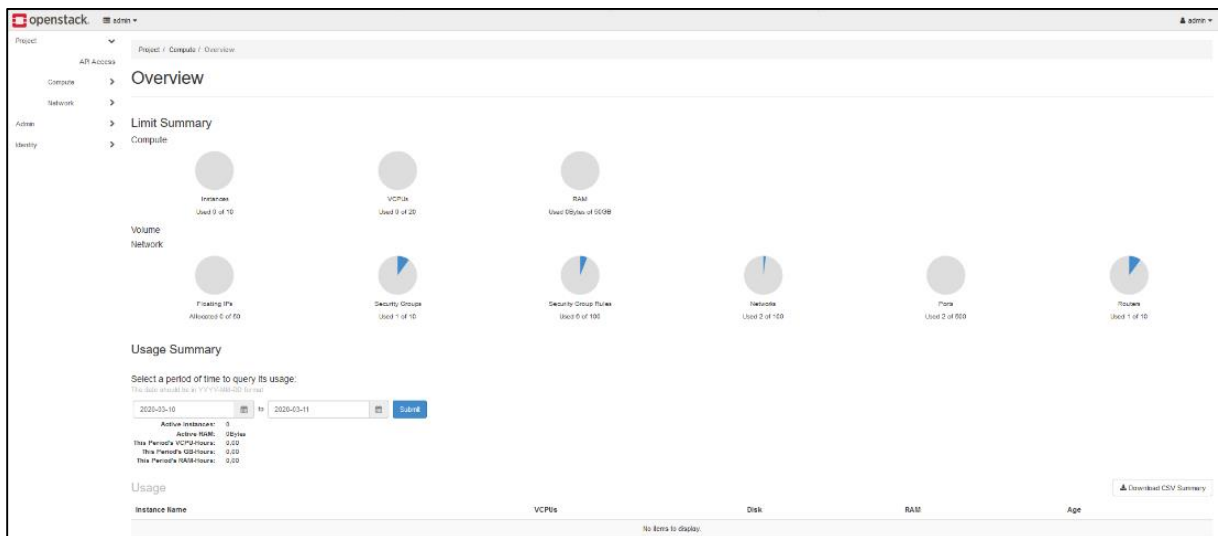 openstack. admin
admin
Project
API Access
Compute
Network
Admin
Identity
Project / Compute / Overview
Overview
Limit Summary
Compute
Instances
Used 0 of 10
VCPUs
Used 0 of 20
RAM
Used 0Bytes of 50GB
Volume
Network
Floating IPs
Allocated 0 of 50
Security Groups
Used 1 of 10
Security Group Rules
Used 6 of 100
Networks
Used 2 of 100
Ports
Used 2 of 500
Routers
Used 1 of 10
Usage Summary
Select a period of time to query its usage:
The date should be in YYYY-MM-DD format
2020-03-10 to 2020-03-11 Submit
Active Instances: 0
Active RAM: 0Bytes
This Period's VCPU-Hours: 0,00
This Period's GB-Hours: 0,00
This Period's RAM-Hours: 0,00
Usage
Download CSV Summary
Instance Name VCPUs Disk RAM Age
No items to display.